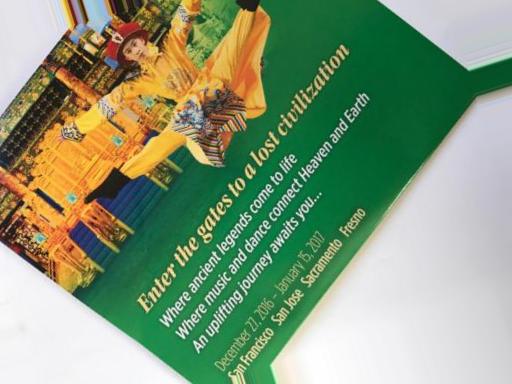 Enter the gates to a lost civilization
Where ancient legends come to life
Where music and dance connect Heaven and Earth
An uplifting journey awaits you...
December 27, 2016 - January 15, 2017
San Francisco San Jose Sacramento Fresno